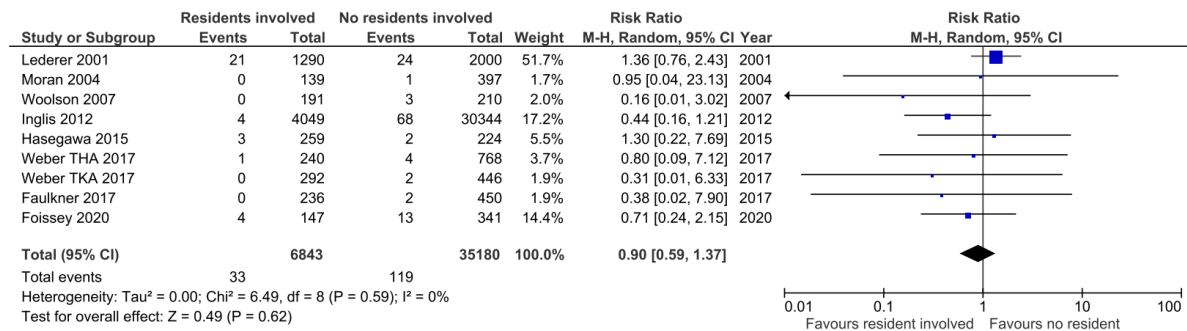 Residents involved No residents involved Risk Ratio Risk Ratio
Study or Subgroup Events Total Events Total Weight M-H, Random, 95% CI Year M-H, Random, 95% CI
Lederer 2001 21 1290 24 2000 51.7% 1.36 [0.76, 2.43] 2001
Moran 2004 0 139 1 397 1.7% 0.95 [0.04, 23.13] 2004
Woolson 2007 0 191 3 210 2.0% 0.16 [0.01, 3.02] 2007
Inglis 2012 4 4049 68 30344 17.2% 0.44 [0.16, 1.21] 2012
Hasegawa 2015 3 259 2 224 5.5% 1.30 [0.22, 7.69] 2015
Weber THA 2017 1 240 4 768 3.7% 0.80 [0.09, 7.12] 2017
Weber TKA 2017 0 292 2 446 1.9% 0.31 [0.01, 6.33] 2017
Faulkner 2017 0 236 2 450 1.9% 0.38 [0.02, 7.90] 2017
Foissey 2020 4 147 13 341 14.4% 0.71 [0.24, 2.15] 2020
Total (95% CI) 6843 35180 100.0% 0.90 [0.59, 1.37]
Total events 33 119
Heterogeneity: Tau² = 0.00; Chi² = 6.49, df = 8 (P = 0.59); I² = 0%
Test for overall effect: Z = 0.49 (P = 0.62)
0.01 0.1 1 10 100
Favours resident involved Favours no resident